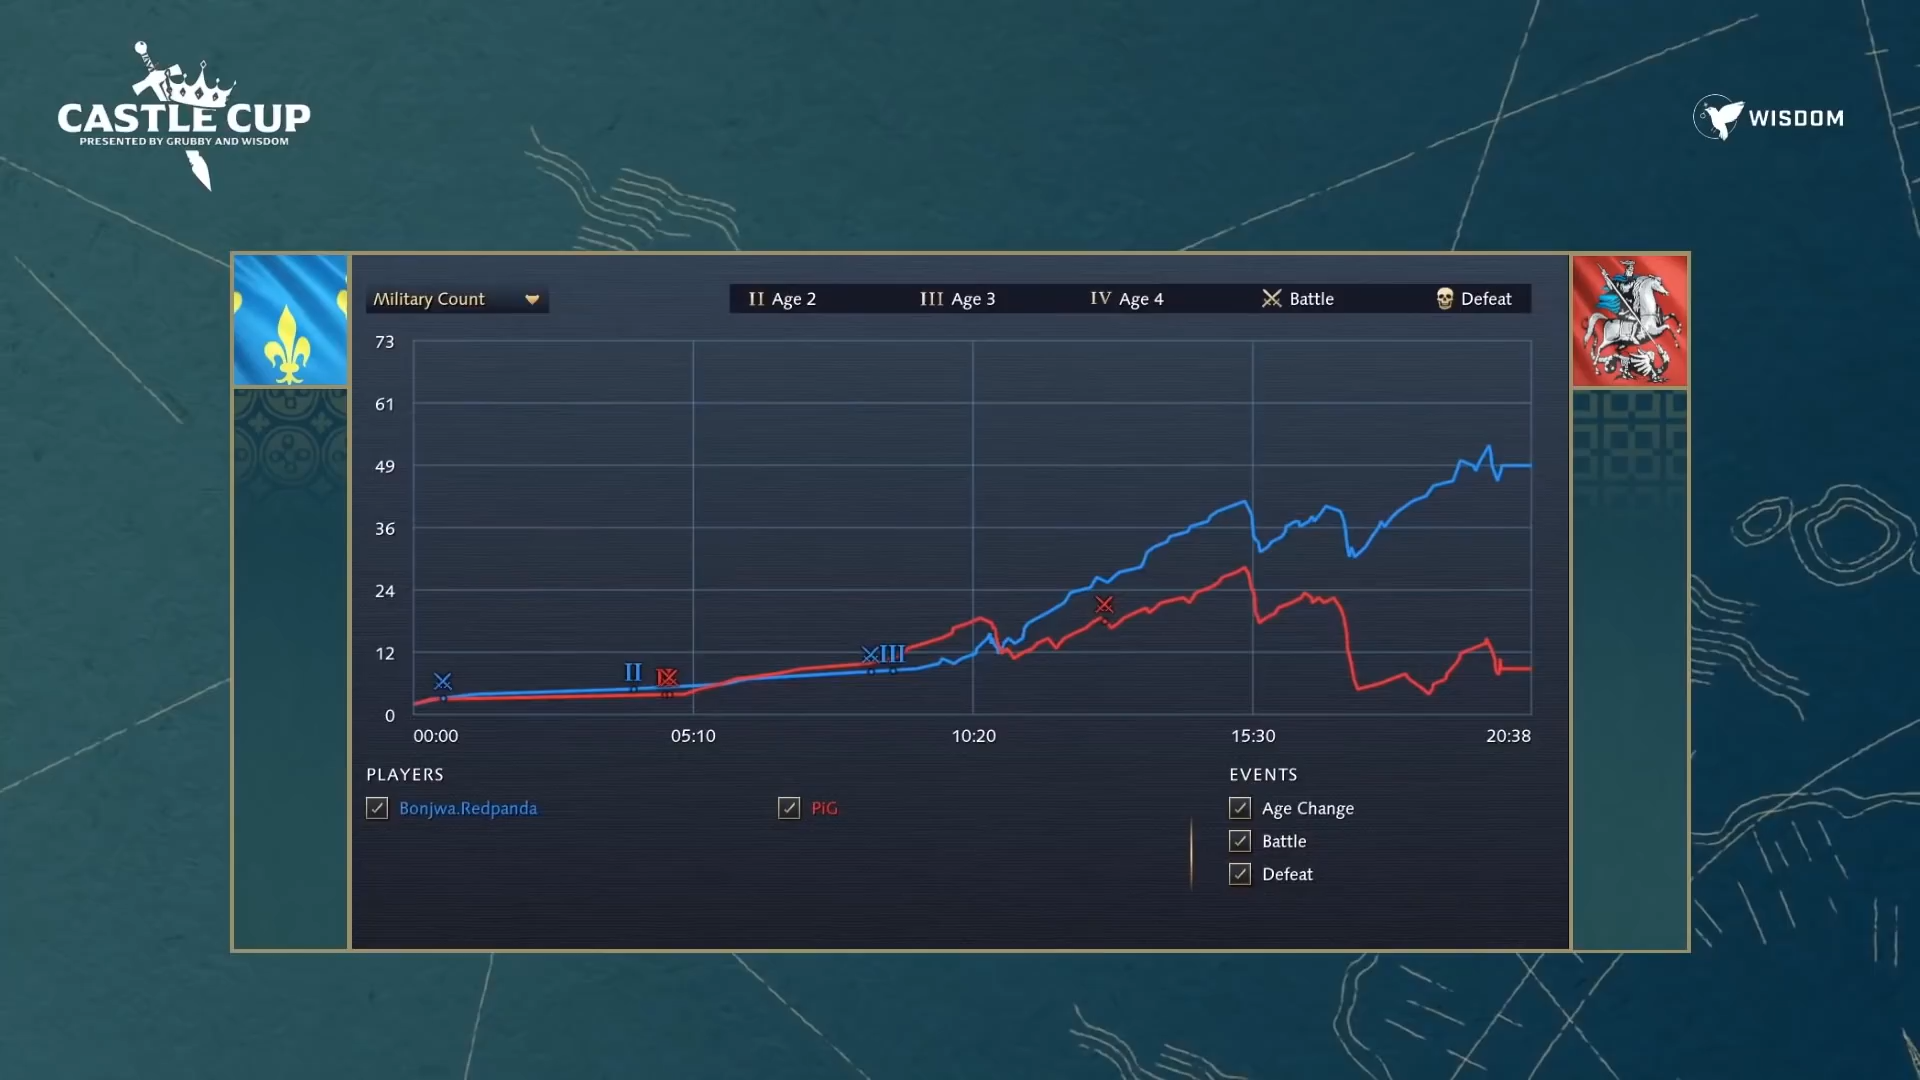 CASTLE CUP
PRESENTED BY GRUBBY AND WISDOM
WISDOM
Military Count
II Age 2
III Age 3
IV Age 4
Battle
Defeat
73
61
49
36
24
12
0
II
III
00:00
05:10
10:20
15:30
20:38
PLAYERS
Bonjwa.Redpanda
PiG
EVENTS
Age Change
Battle
Defeat